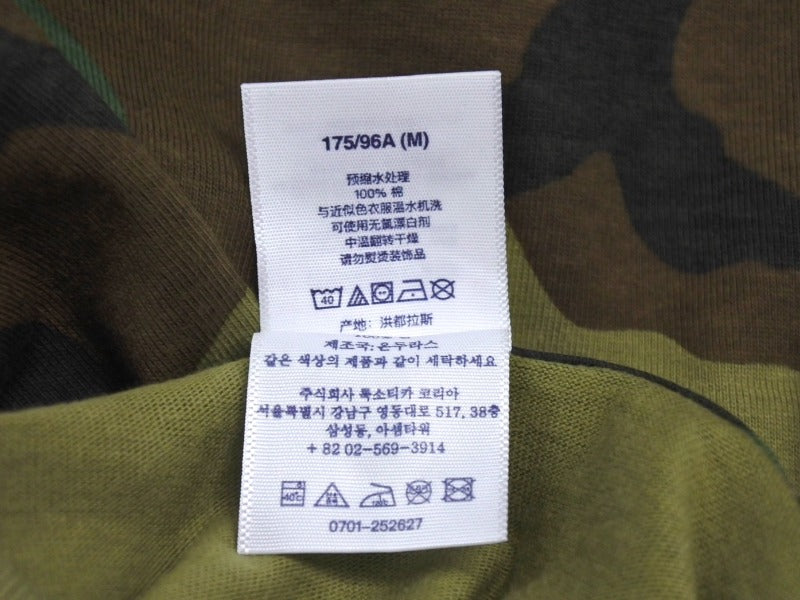 175/96A (M)
预缩水处理
100% 棉
与近似色衣服温水机洗
可使用无氯漂白剂
中温翻转干燥
请勿熨烫装饰品
40
产地: 洪都拉斯
제조국: 온두라스
같은 색상의 제품과 같이 세탁하세요
주식회사 룩소티카 코리아
서울특별시 강남구 영동대로 517, 38층
삼성동, 아셈타워
+ 82 02-569-3914
40℃
0701-252627